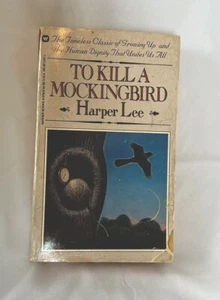 The Timeless Classic of Growing Up and
the Human Dignity That Unites Us All
TO KILL A
MOCKINGBIRD
Harper Lee